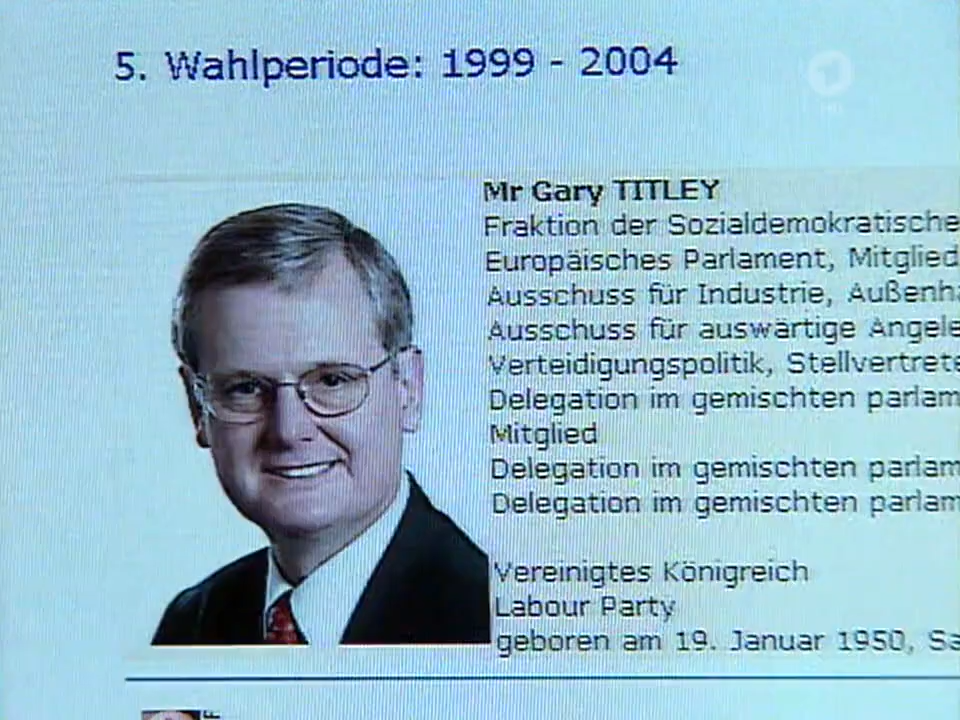 5. Wahlperiode: 1999 - 2004
Mr Gary TITLEY
Fraktion der Sozialdemokratische
Europäisches Parlament, Mitglied
Ausschuss für Industrie, Außenha
Ausschuss für auswärtige Angele
Verteidigungspolitik, Stellvertrete
Delegation im gemischten parlam
Mitglied
Delegation im gemischten parlam
Delegation im gemischten parlam
Vereinigtes Königreich
Labour Party
geboren am 19. Januar 1950, Sa